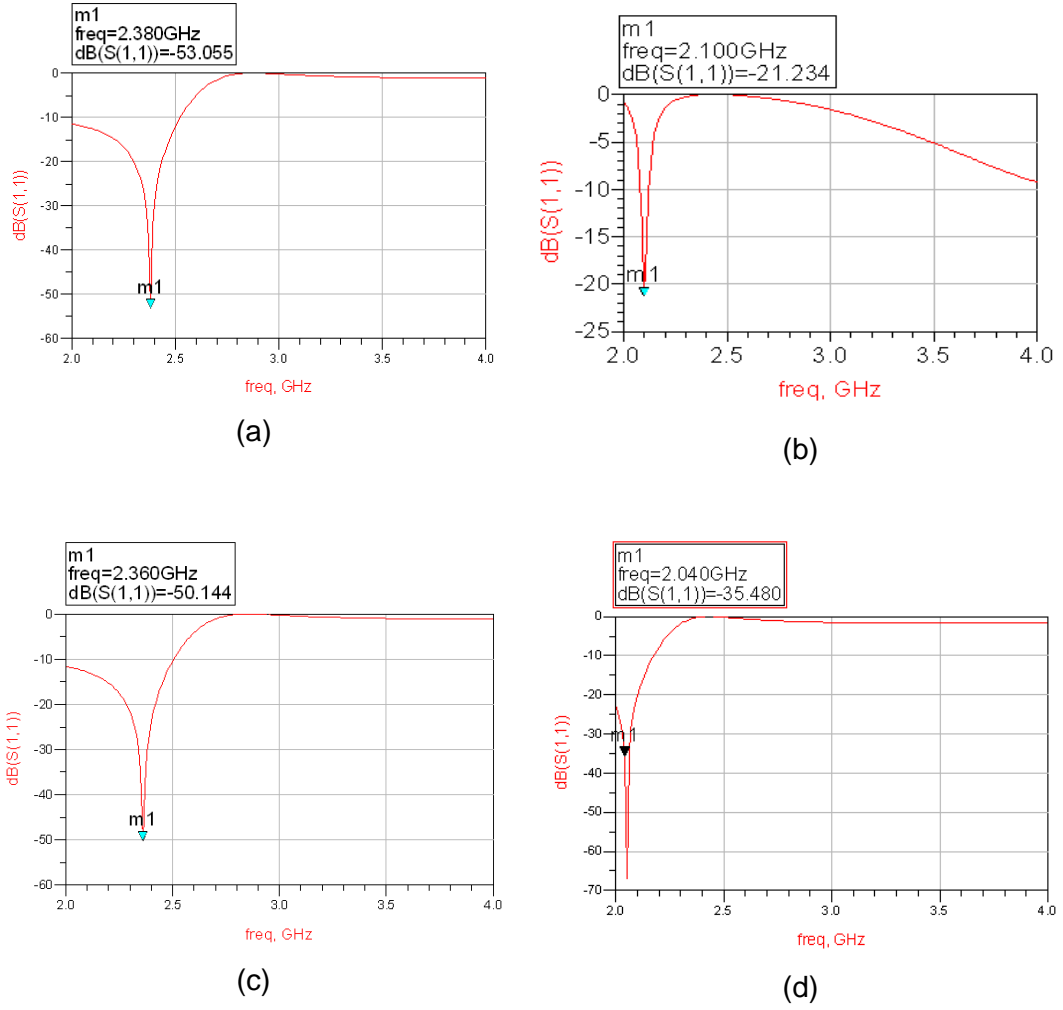 m1
freq=2.380GHz
dB(S(1,1))=-53.055
0
-10
-20
-30
-40
-50
-60
m1
dB(S(1,1))
2.0 2.5 3.0 3.5 4.0
freq, GHz
(a)
m1
freq=2.100GHz
dB(S(1,1))=-21.234
0
-5
-10
-15
-20
-25
m1
dB(S(1,1))
2.0 2.5 3.0 3.5 4.0
freq, GHz
(b)
m1
freq=2.360GHz
dB(S(1,1))=-50.144
0
-10
-20
-30
-40
-50
-60
m1
dB(S(1,1))
2.0 2.5 3.0 3.5 4.0
freq, GHz
(c)
m1
freq=2.040GHz
dB(S(1,1))=-35.480
0
-10
-20
-30
-40
-50
-60
-70
m1
dB(S(1,1))
2.0 2.5 3.0 3.5 4.0
freq, GHz
(d)